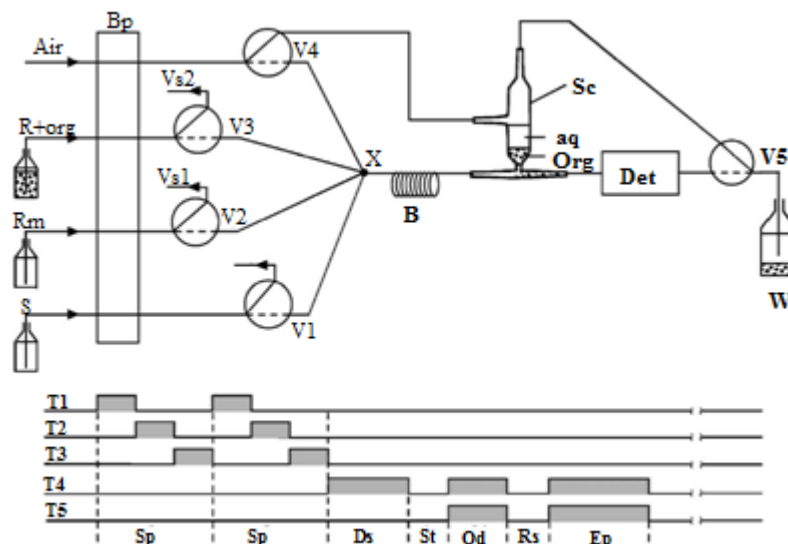 Bp
Air
V4
Vs2
Sc
R+org
V3
aq
X
Org
V5
Vs1
Det
Rm
V2
B
S
V1
W
T1
T2
T3
T4
T5
Sp
Sp
Ds
St
Od
Rs
Ep